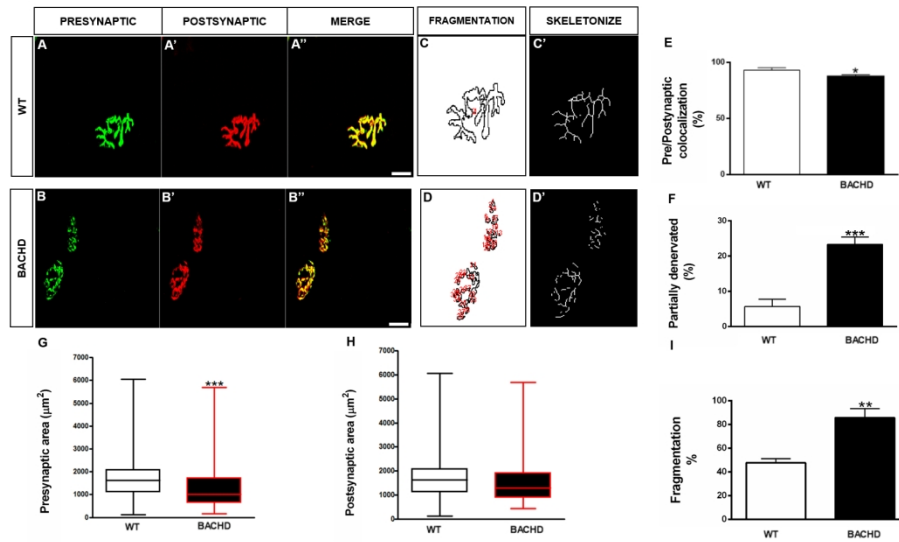 PRESYNAPTIC POSTSYNAPTIC MERGE FRAGMENTATION SKELETONIZE
WT
A A' A'' C C'
BACHD
B B' B'' D D'
E
Pre/Postynaptic
colocalization
(%)
100
50
0
*
WT BACHD
F
Partially denervated
(%)
30
20
10
0
***
WT BACHD
G
Presynaptic area (µm²)
7000
6000
5000
4000
3000
2000
1000
0
***
WT BACHD
H
Postsynaptic area (µm²)
7000
6000
5000
4000
3000
2000
1000
0
WT BACHD
I
Fragmentation
%
100
80
60
40
20
0
**
WT BACHD